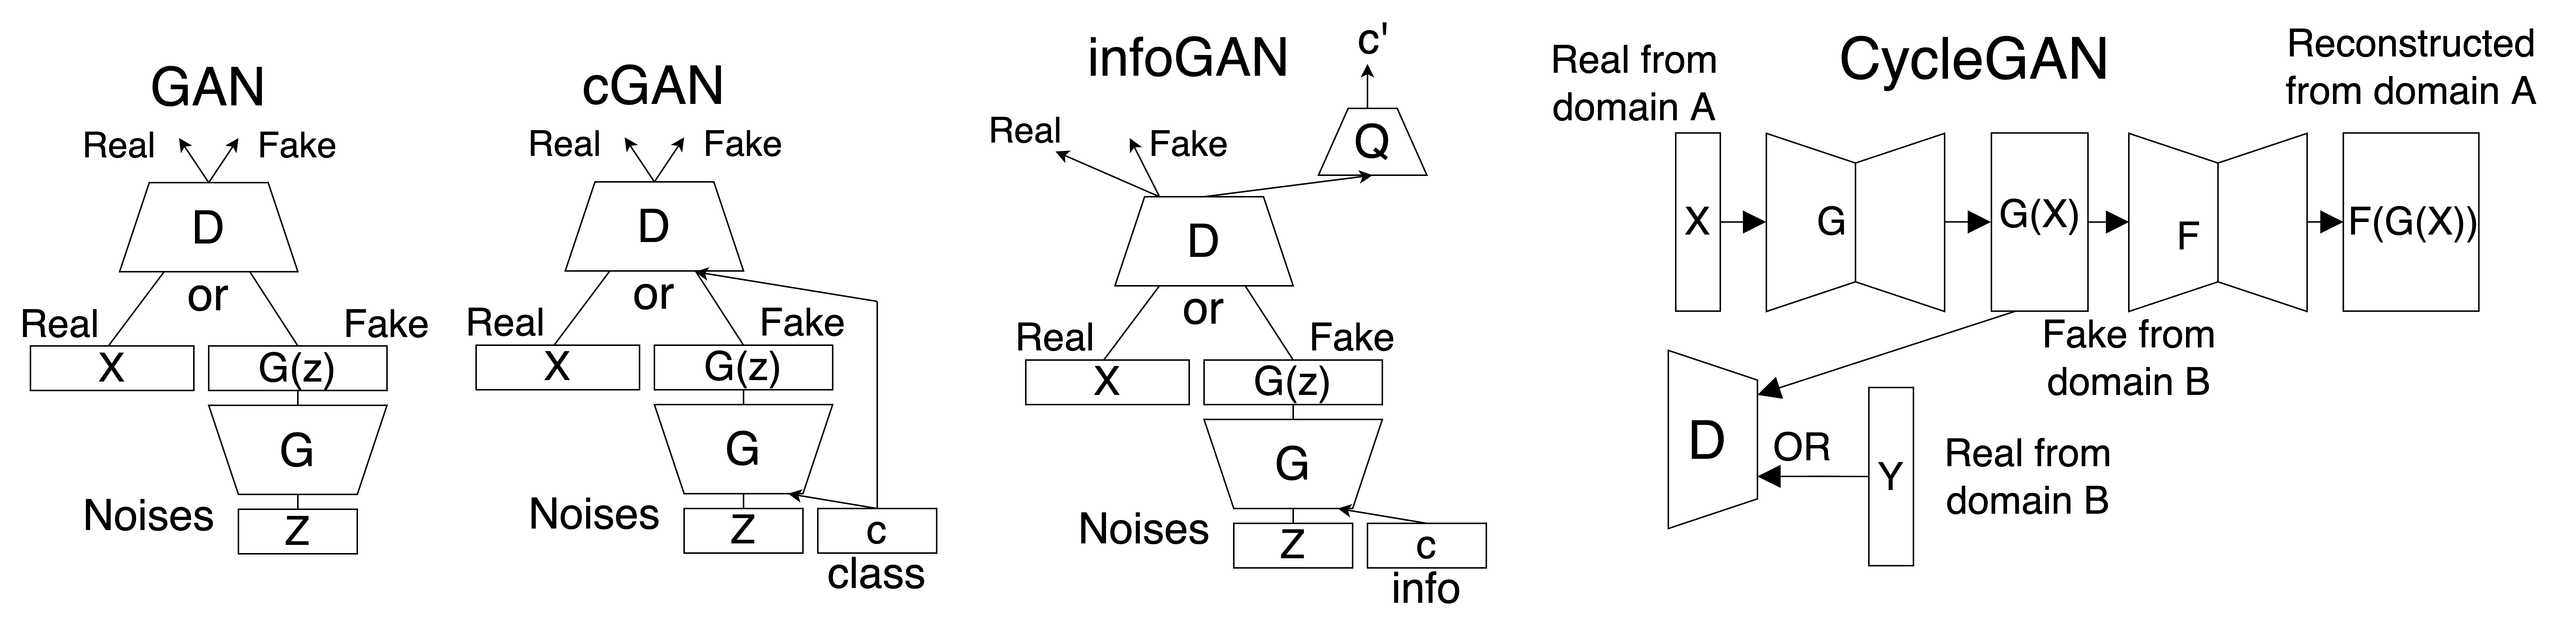 GAN
Real
Fake
D
or
Real
Fake
X
G(z)
G
Noises
Z
cGAN
Real
Fake
D
or
Real
Fake
X
G(z)
G
Noises
Z
c
class
infoGAN
c'
Q
Real
Fake
D
or
Real
Fake
X
G(z)
G
Noises
Z
c
info
CycleGAN
Real from
domain A
Reconstructed
from domain A
X
G
G(X)
F
F(G(X))
Fake from
domain B
D
OR
Y
Real from
domain B